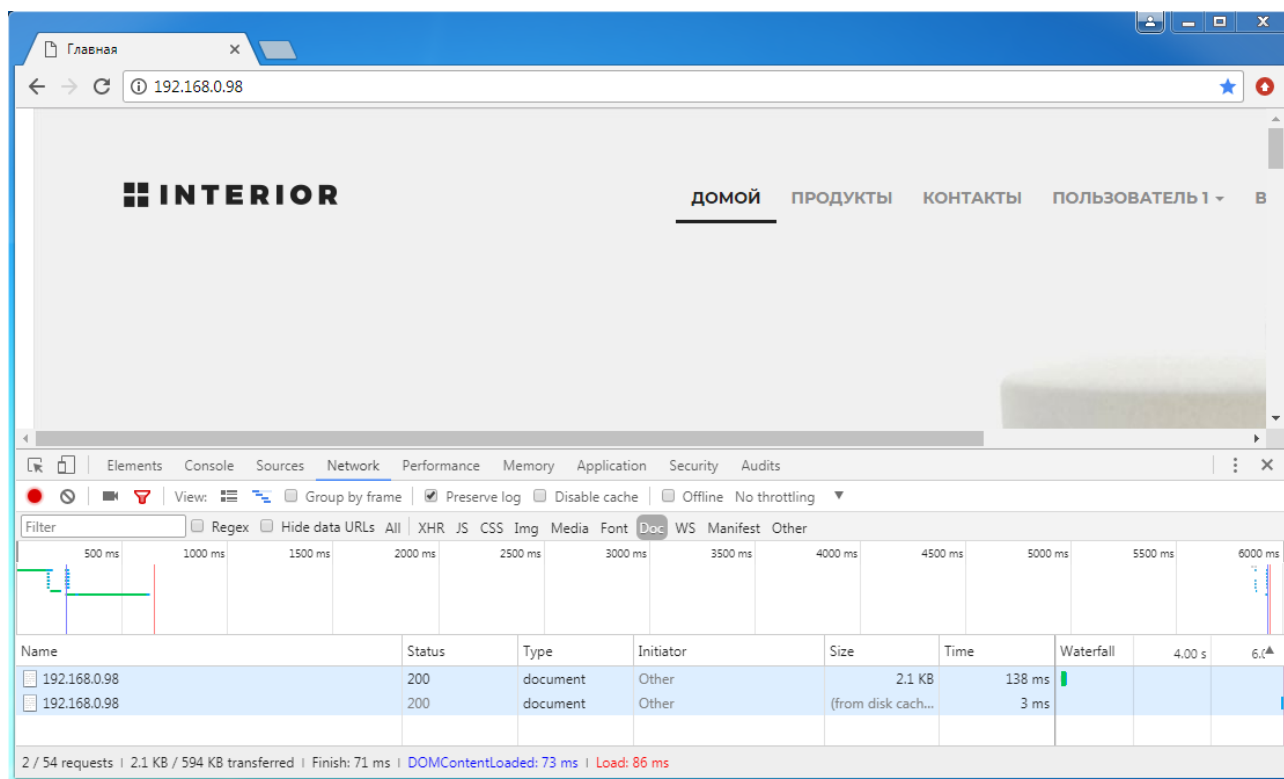 Главная
192.168.0.98
INTERIOR ДОМОЙ ПРОДУКТЫ КОНТАКТЫ ПОЛЬЗОВАТЕЛЬ 1 В
Elements Console Sources Network Performance Memory Application Security Audits
View: Group by frame Preserve log Disable cache Offline No throttling
Filter Regex Hide data URLs All XHR JS CSS Img Media Font Doc WS Manifest Other
500 ms 1000 ms 1500 ms 2000 ms 2500 ms 3000 ms 3500 ms 4000 ms 4500 ms 5000 ms 5500 ms 6000 ms
Name Status Type Initiator Size Time Waterfall 4.00 s
192.168.0.98 200 document Other 2.1 KB 138 ms
192.168.0.98 200 document Other (from disk cach... 3 ms
2 / 54 requests | 2.1 KB / 594 KB transferred | Finish: 71 ms | DOMContentLoaded: 73 ms | Load: 86 ms